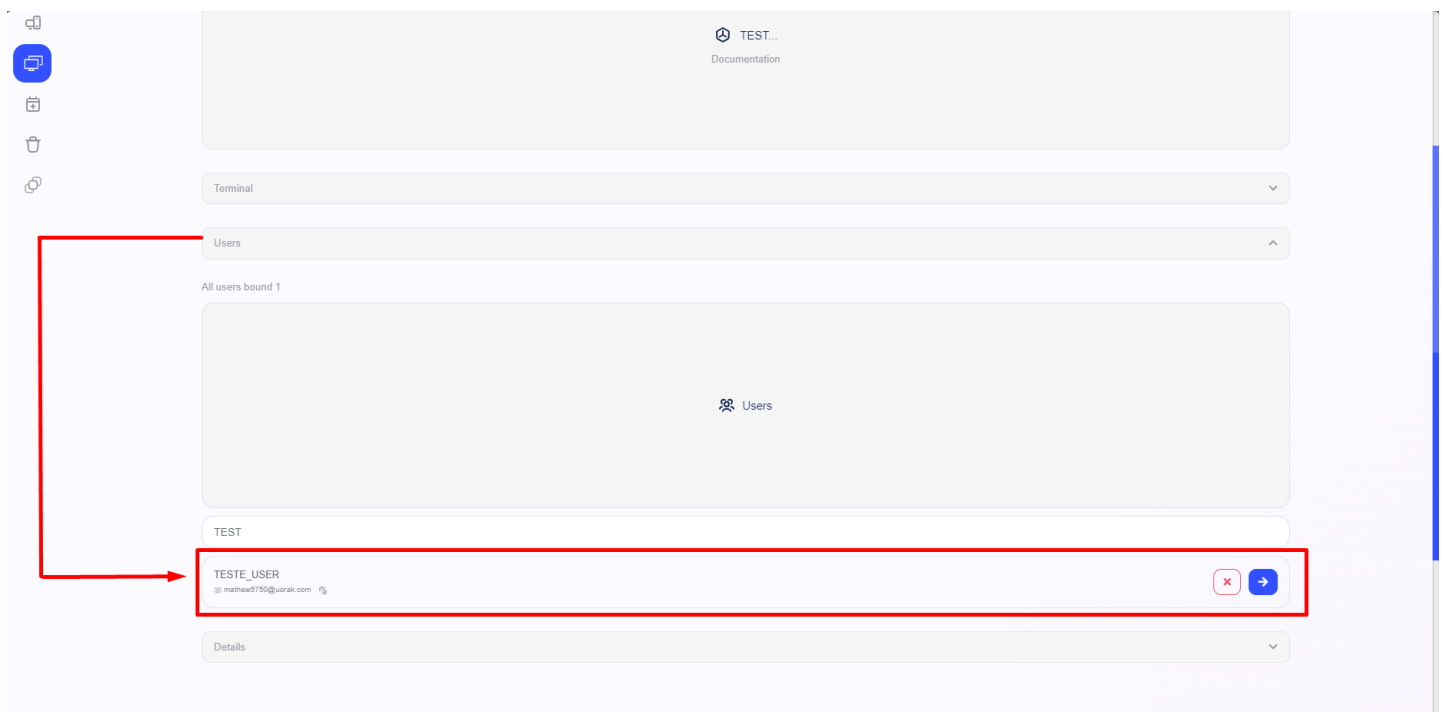 TEST...
Documentation
Terminal
Users
All users bound 1
Users
TEST
TESTE_USER
mathew5750@uorak.com
Details